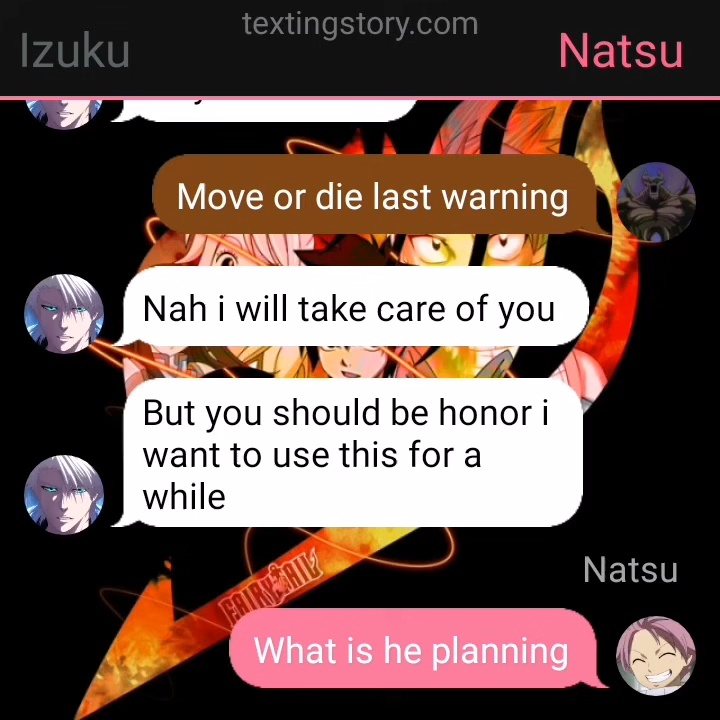 textingstory.com
Izuku
Natsu
Move or die last warning
Nah i will take care of you
But you should be honor i
want to use this for a
while
FAIRY TAIL
Natsu
What is he planning